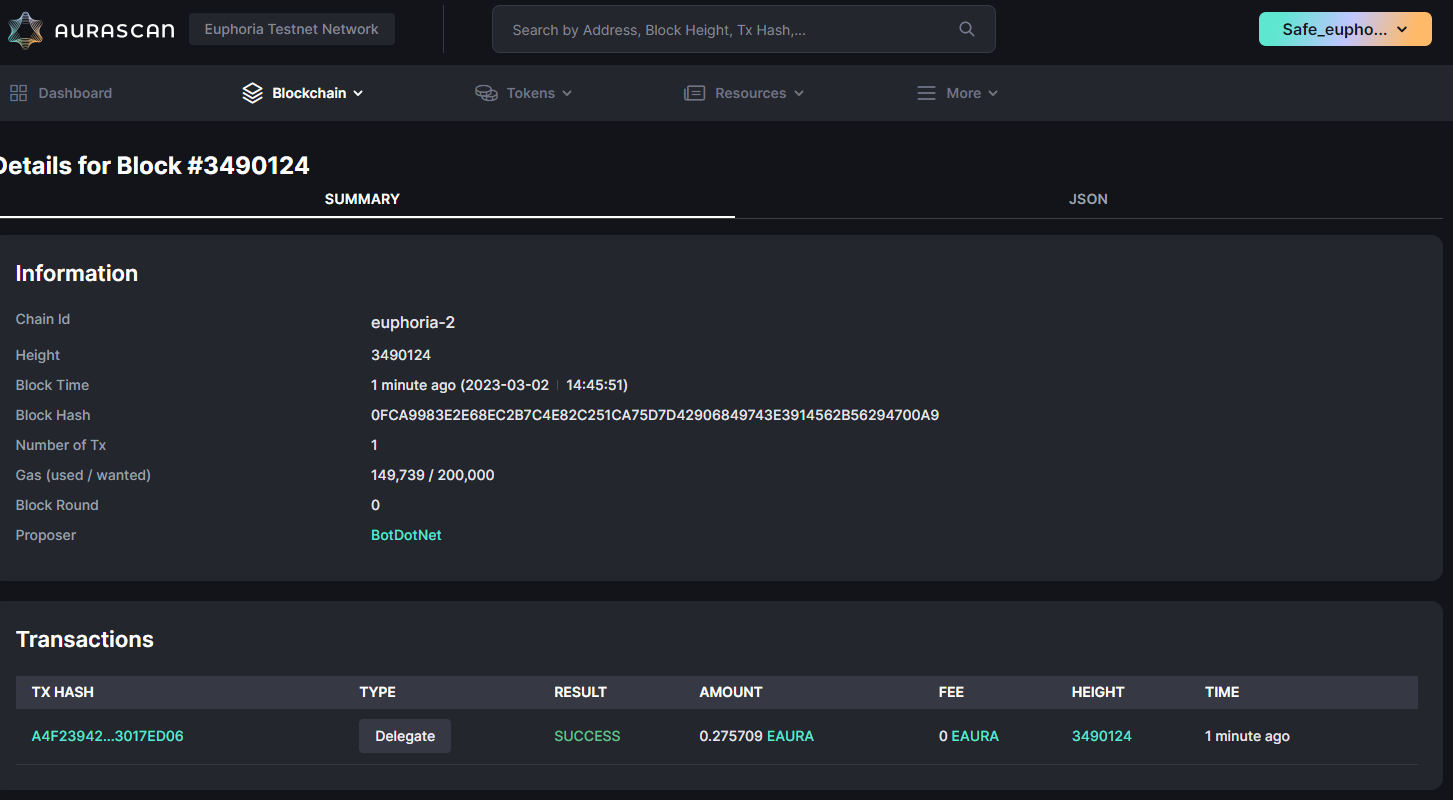 AURASCAN Euphoria Testnet Network Search by Address, Block Height, Tx Hash,... Safe_eupho...
Dashboard Blockchain Tokens Resources More
Details for Block #3490124
SUMMARY JSON
Information
Chain Id euphoria-2
Height 3490124
Block Time 1 minute ago (2023-03-02 | 14:45:51)
Block Hash 0FCA9983E2E68EC2B7C4E82C251CA75D7D42906849743E3914562B56294700A9
Number of Tx 1
Gas (used / wanted) 149,739 / 200,000
Block Round 0
Proposer BotDotNet
Transactions
TX HASH TYPE RESULT AMOUNT FEE HEIGHT TIME
A4F23942...3017ED06 Delegate SUCCESS 0.275709 EAURA 0 EAURA 3490124 1 minute ago